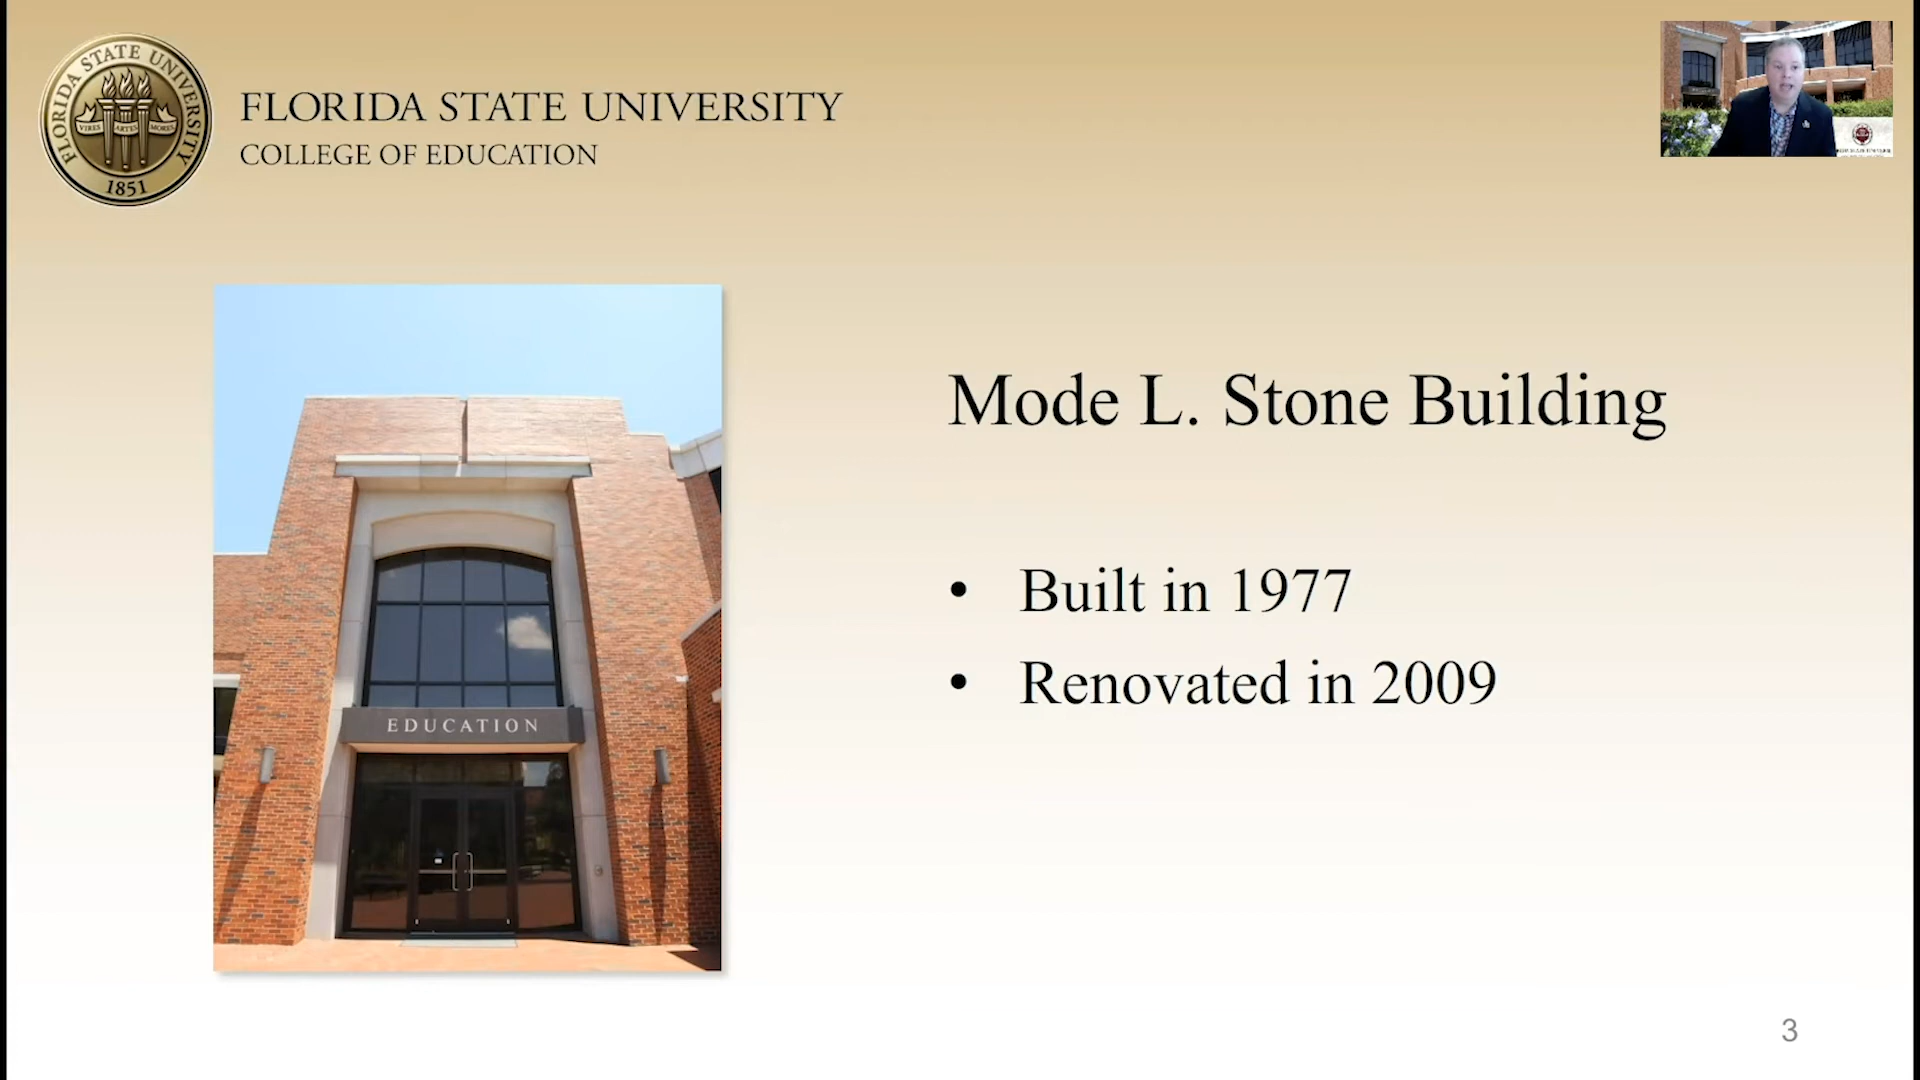 FLORIDA STATE UNIVERSITY
1851
VIRES ARTES MORES
FLORIDA STATE UNIVERSITY
COLLEGE OF EDUCATION
EDUCATION
Mode L. Stone Building
• Built in 1977
• Renovated in 2009
3